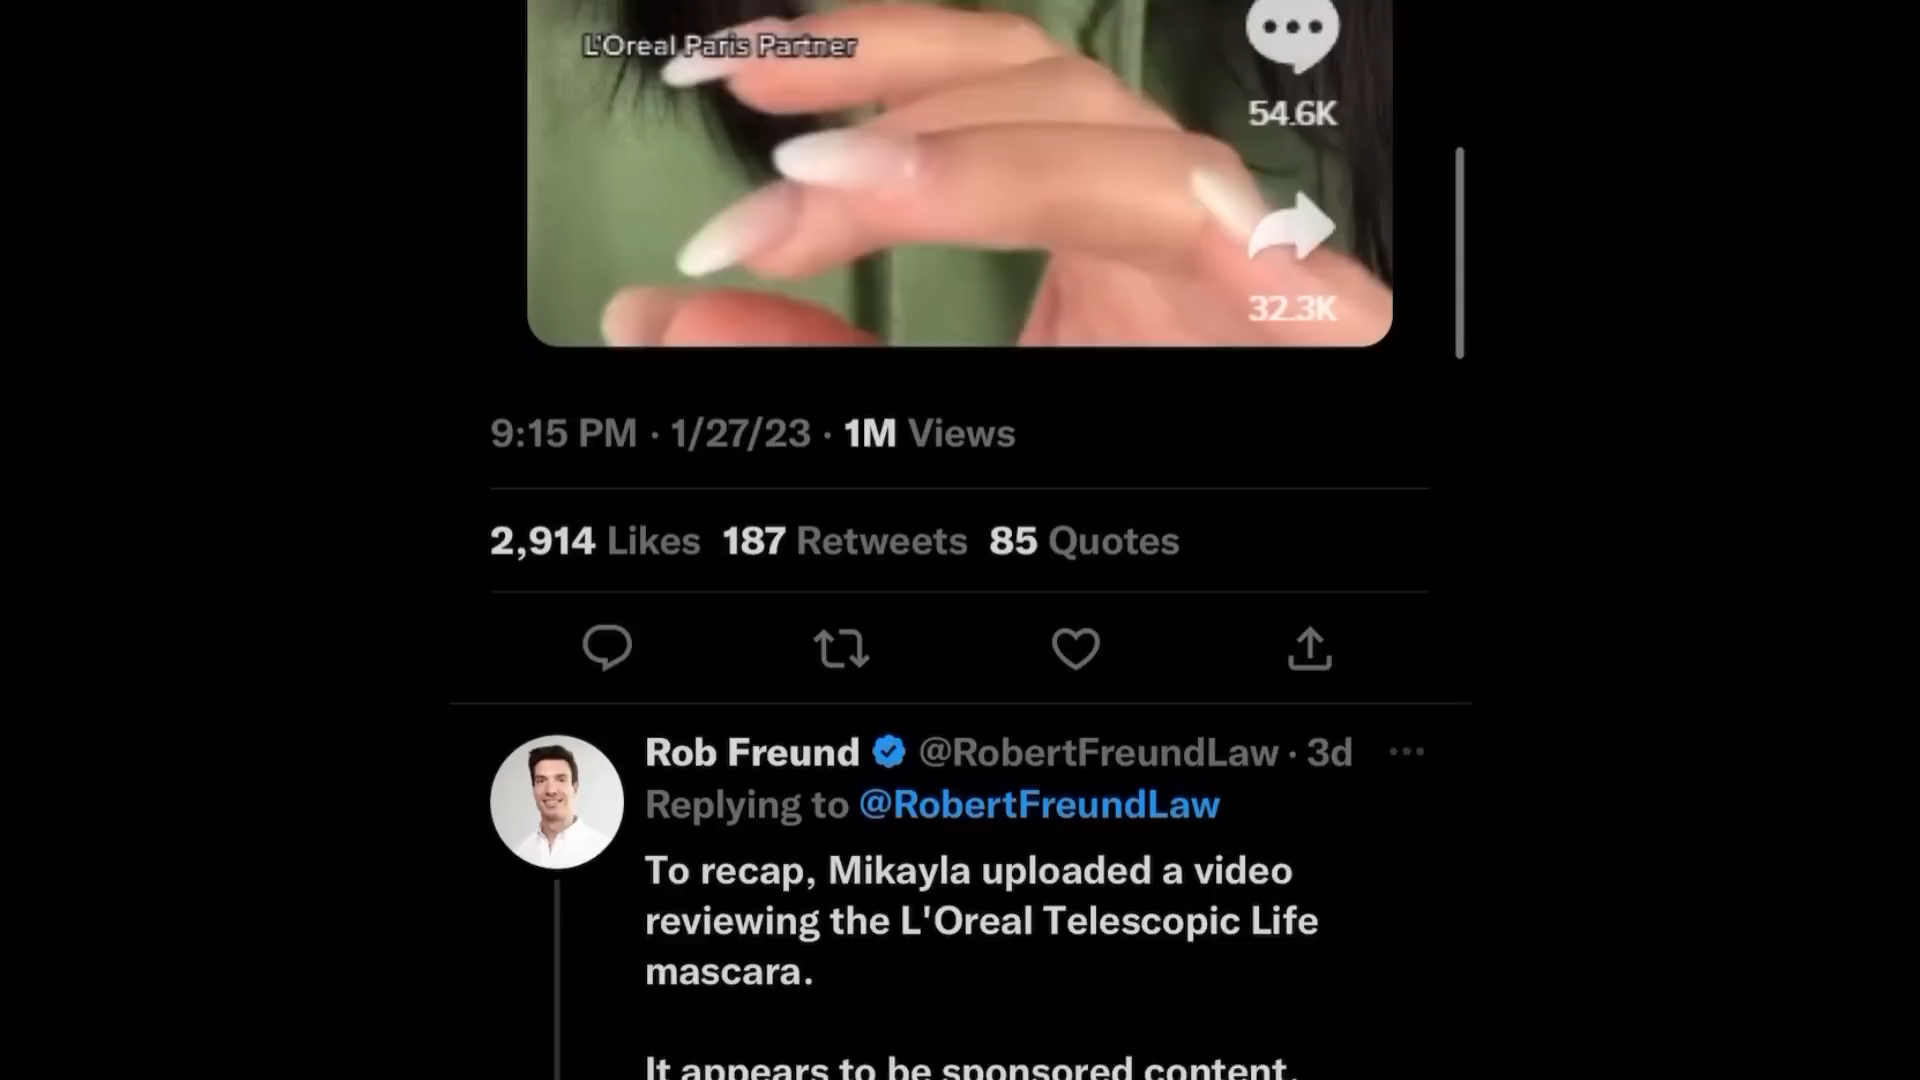 L'Oreal Paris Partner
54.6K
32.3K
9:15 PM · 1/27/23 · 1M Views
2,914 Likes 187 Retweets 85 Quotes
Rob Freund @RobertFreundLaw · 3d
Replying to @RobertFreundLaw
To recap, Mikayla uploaded a video
reviewing the L'Oreal Telescopic Life
mascara.
It appears to be sponsored content.